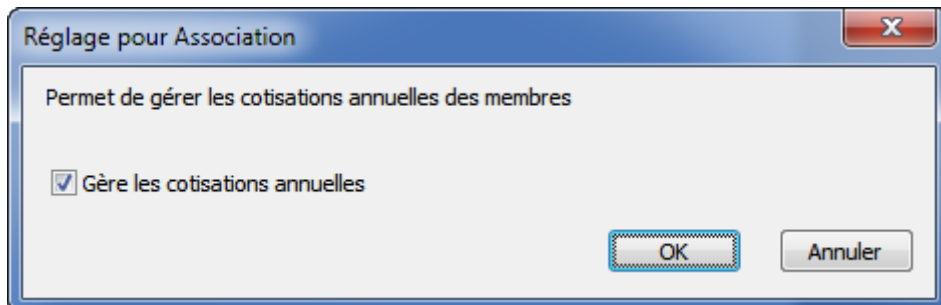 Réglage pour Association
Permet de gérer les cotisations annuelles des membres
Gère les cotisations annuelles
OK
Annuler